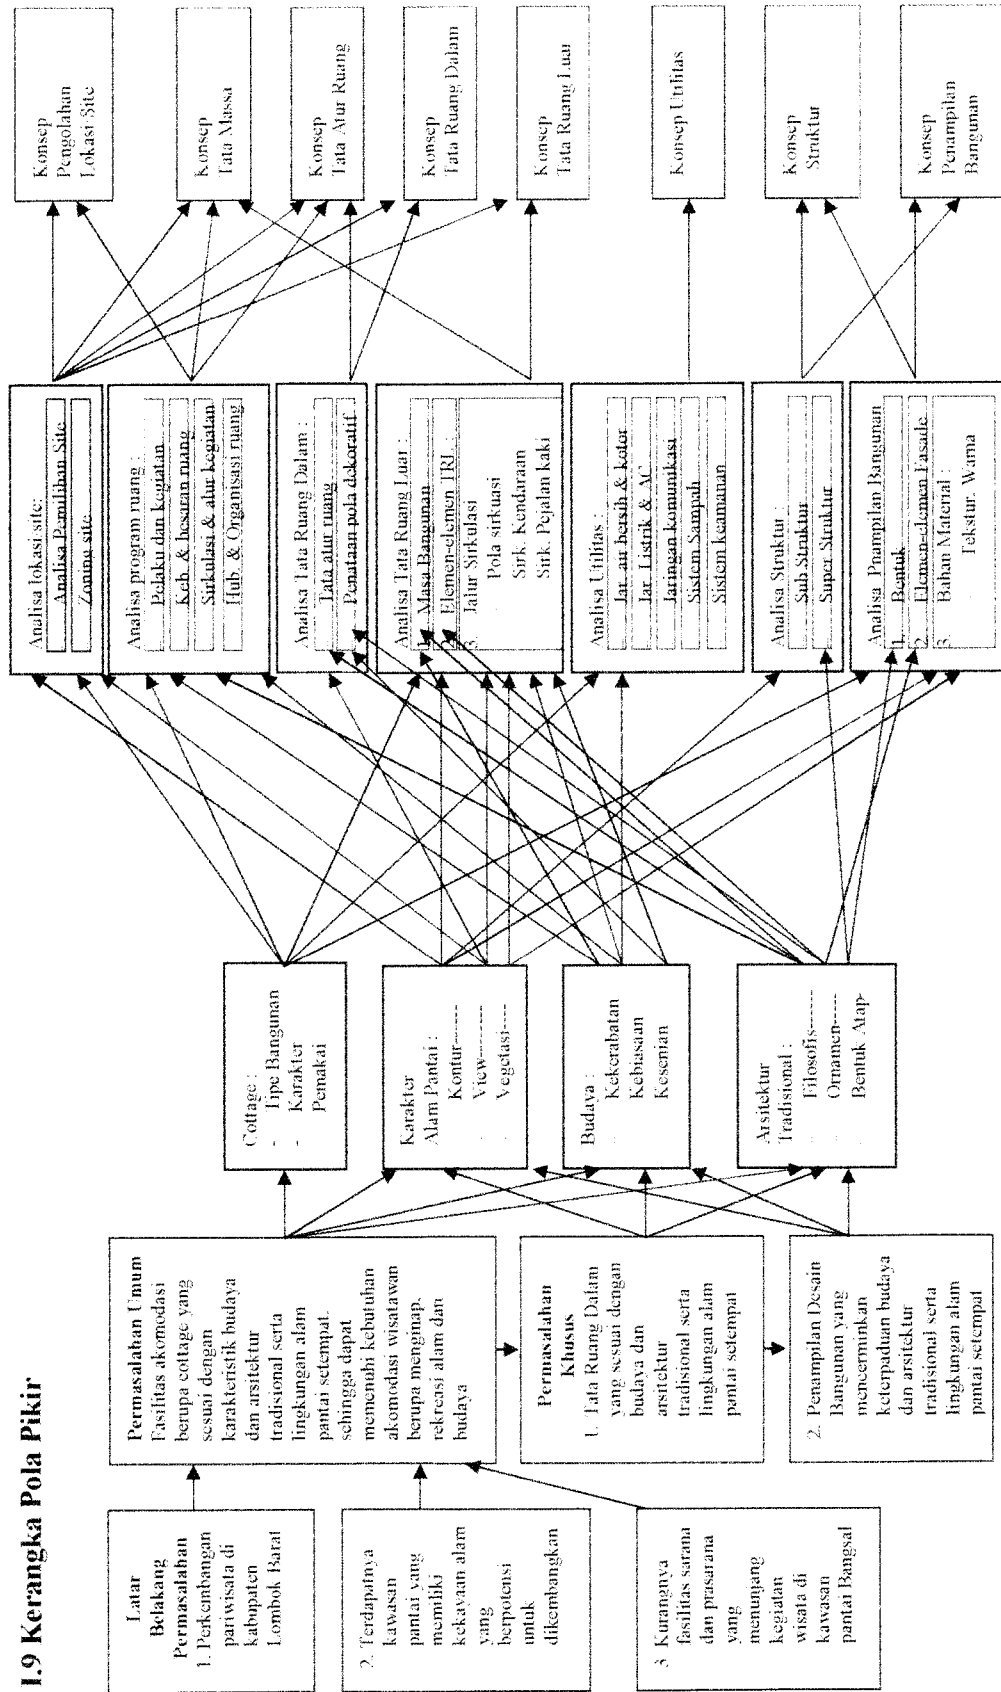 I.9 Kerangka Pola Pikir
Latar
Belakang
Permasalahan
1. Perkembangan
pariwisata di
kabupaten
Lombok Barat
2. Terdapatnya
kawasan
pantai yang
memiliki
kekayaan alam
yang
berpotensi
untuk
dikembangkan
3. Kurangnya
fasilitas sarana
dan prasarana
yang
menunjang
kegiatan
wisata di
kawasan
pantai Bangsal
Permasalahan Umum
Fasilitas akomodasi
berupa cottage yang
sesuai dengan
karakteristik budaya
dan arsitektur
tradisional serta
lingkungan alam
pantai setempat.
sehingga dapat
memenuhi kebutuhan
akomodasi wisatawan
berupa menginap.
rekreasi alam dan
budaya
Permasalahan
Khusus
1. Tata Ruang Dalam
yang sesuai dengan
budaya dan
arsitektur
tradisional serta
lingkungan alam
pantai setempat
2. Penampilan Desain
Bangunan yang
mencerminkan
keterpaduan budaya
dan arsitektur
tradisional serta
lingkungan alam
pantai setempat
Cottage :
- Tipe Bangunan
- Karakter
Pemakai
Karakter
Alam Pantai :
- Kontur-------
- View---------
- Vegetasi----
Budaya :
- Kekerabatan
Kebiasaan
Kesenian
Arsitektur
Tradisional :
- Filosofis------
- Ornamen-----
- Bentuk Atap-
Analisa lokasi site:
Analisa Pemilihan Site
Zoning site
Analisa program ruang :
Pelaku dan kegiatan
Keb & besaran ruang
Sirkulasi & alur kegiatan
Hub & Organisasi ruang
Analisa Tata Ruang Dalam :
Tata atur ruang
Penataan pola dekoratif
Analisa Tata Ruang Luar :
1. Masa Bangunan
2. Elemen-elemen TRL :
3. Jalur Sirkulasi
Pola sirkuasi
Sirk. Kendaraan
Sirk. Pejalan kaki
Analisa Utilitas :
Jar. air bersih & kotor
Jar. Listrik & AC
Jaringan komunikasi
Sistem Sampah
Sistem keamanan
Analisa Struktur :
Sub Struktur
Super Struktur
Analisa Pnampilan Bangunan
1. Bentuk
2. Elemen-elemen Fasade
3. Bahan Material :
Tekstur. Warna
Konsep
Pengolahan
Lokasi Site
Konsep
Tata Massa
Konsep
Tata Atur Ruang
Konsep
Tata Ruang Dalam
Konsep
Tata Ruang Luar
Konsep Utilitas
Konsep
Struktur
Konsep
Penampilan
Bangunan